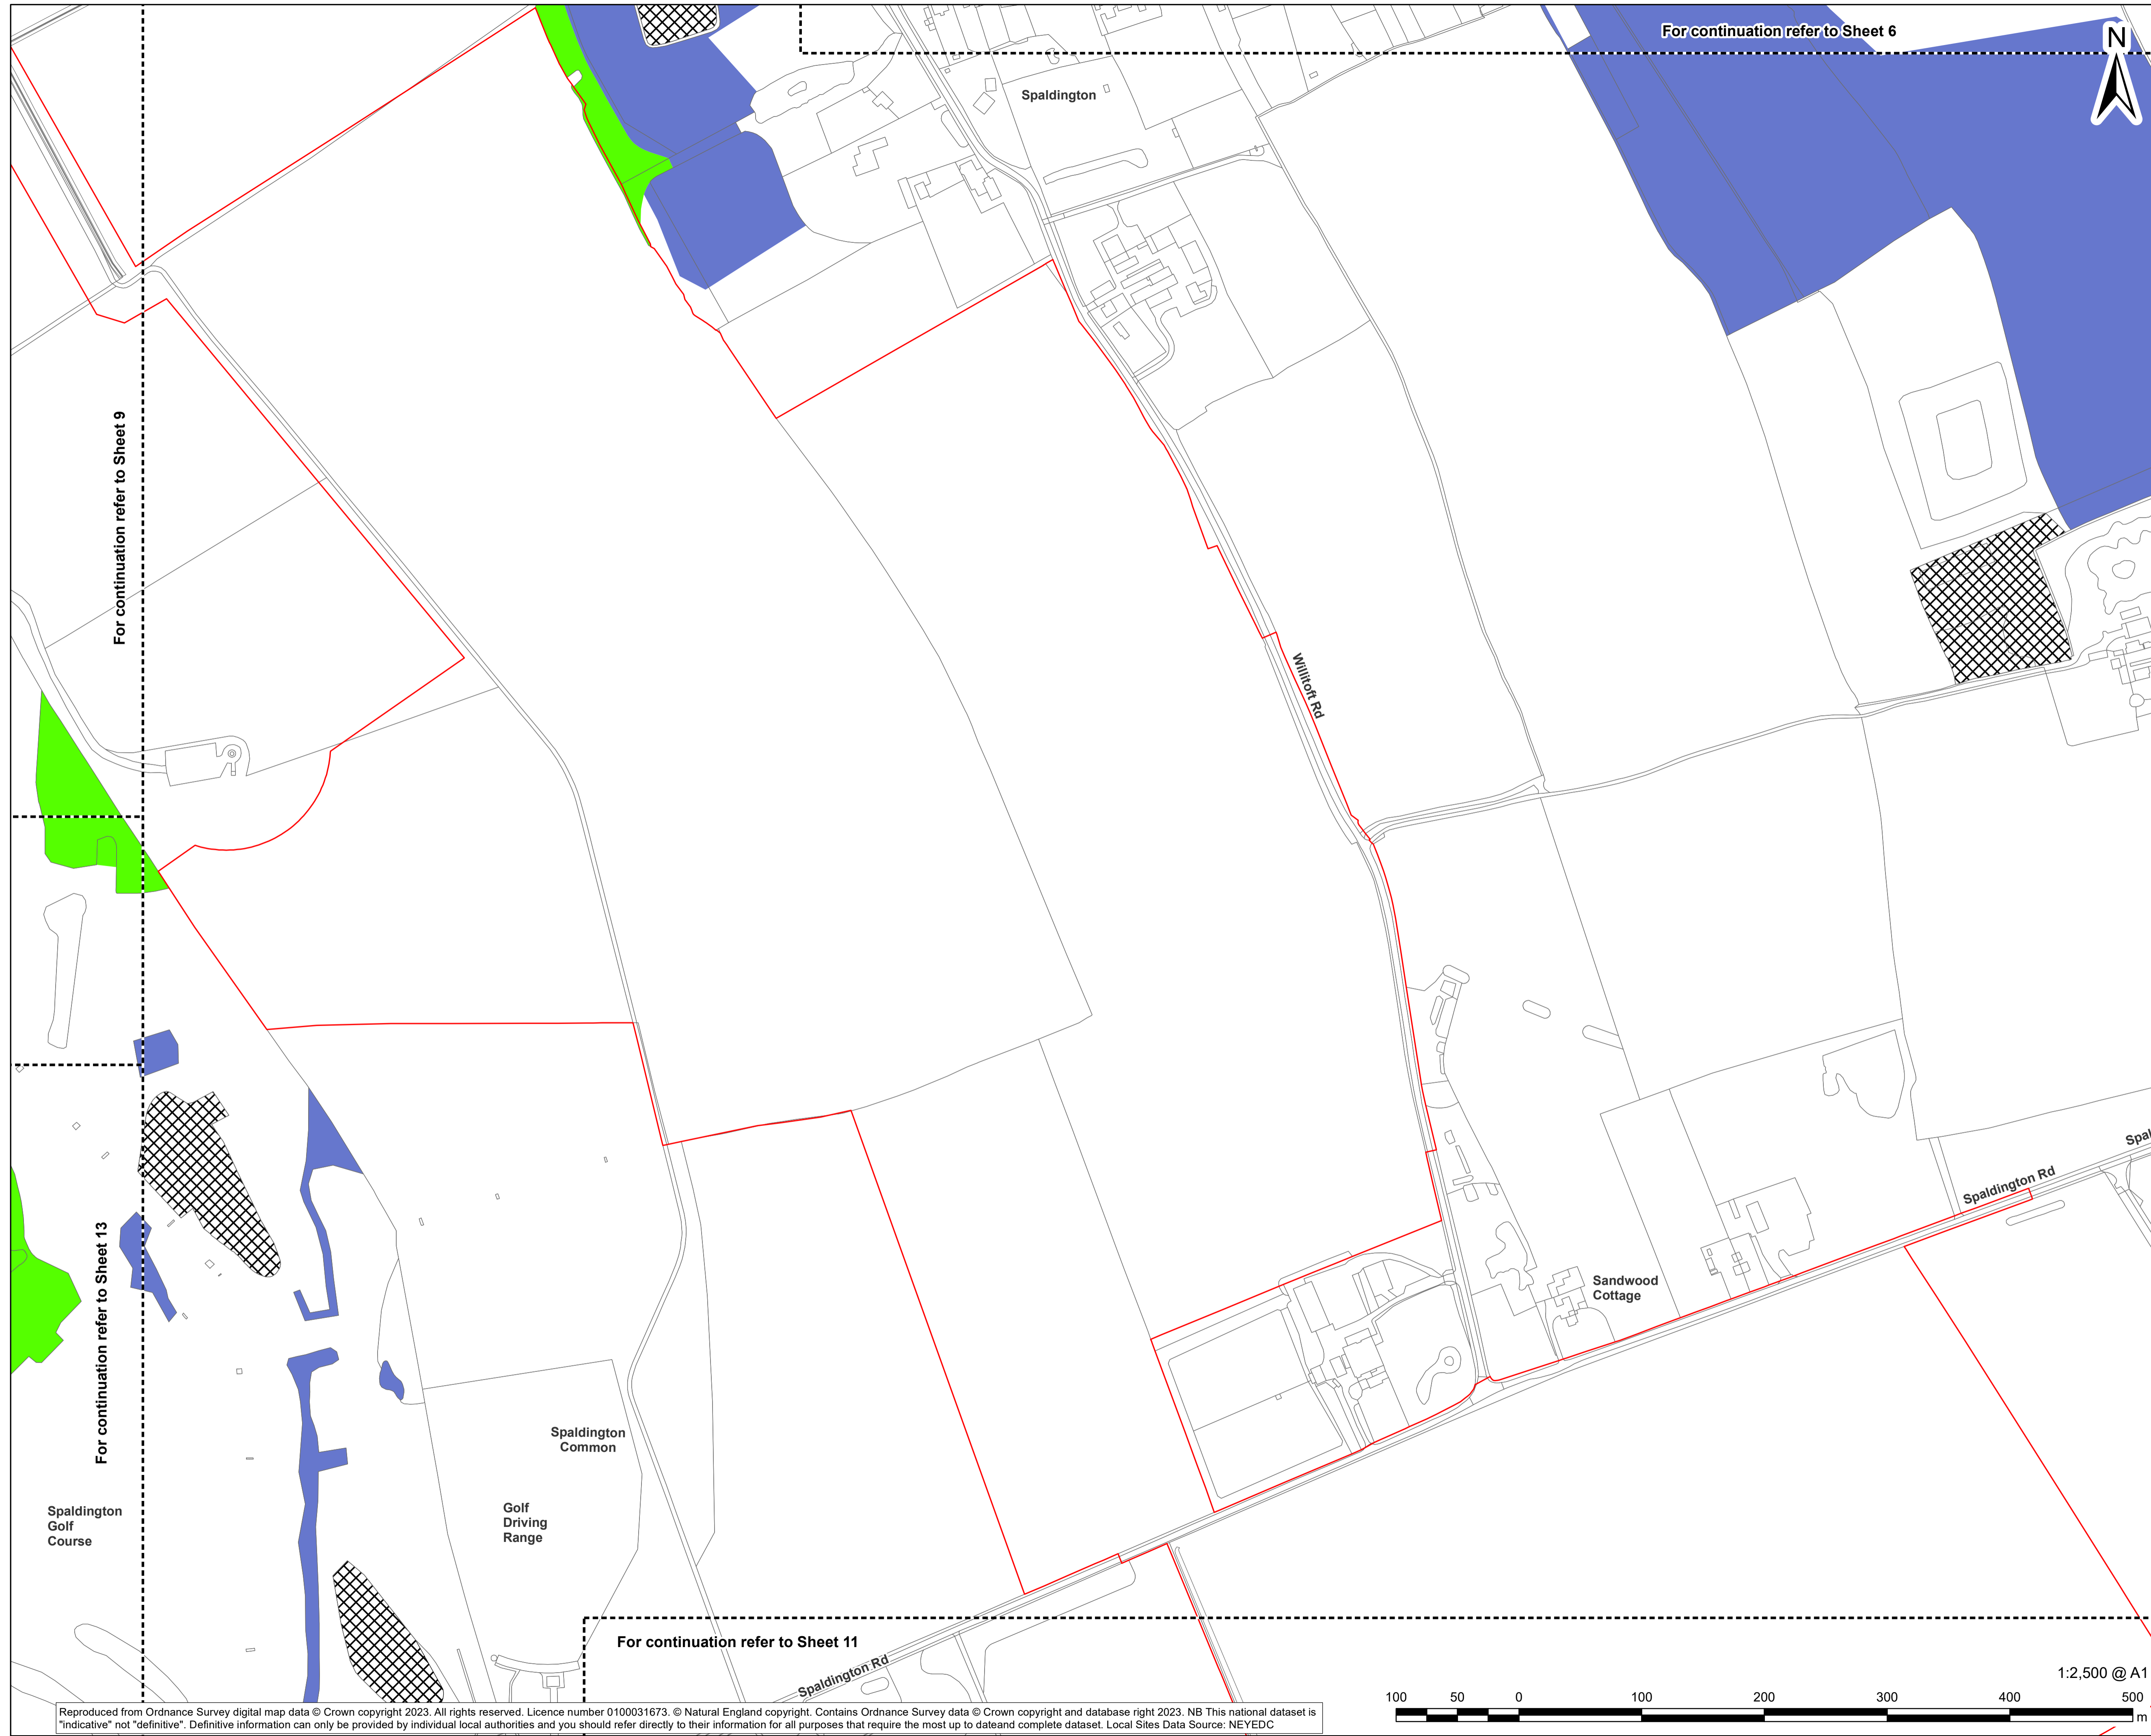 For continuation refer to Sheet 6
N
Spaldington
For continuation refer to Sheet 9
Willitoft Rd
Spaldington Rd
Sandwood
Cottage
For continuation refer to Sheet 13
Spaldington
Common
Golf
Driving
Range
Spaldington
Golf
Course
For continuation refer to Sheet 11
Spaldington Rd
1:2,500 @ A1
100 50 0 100 200 300 400 500
m
Reproduced from Ordnance Survey digital map data © Crown copyright 2023. All rights reserved. Licence number 0100031673. © Natural England copyright. Contains Ordnance Survey data © Crown copyright and database right 2023. NB This national dataset is
"indicative" not "definitive". Definitive information can only be provided by individual local authorities and you should refer directly to their information for all purposes that require the most up to dateand complete dataset. Local Sites Data Source: NEYEDC